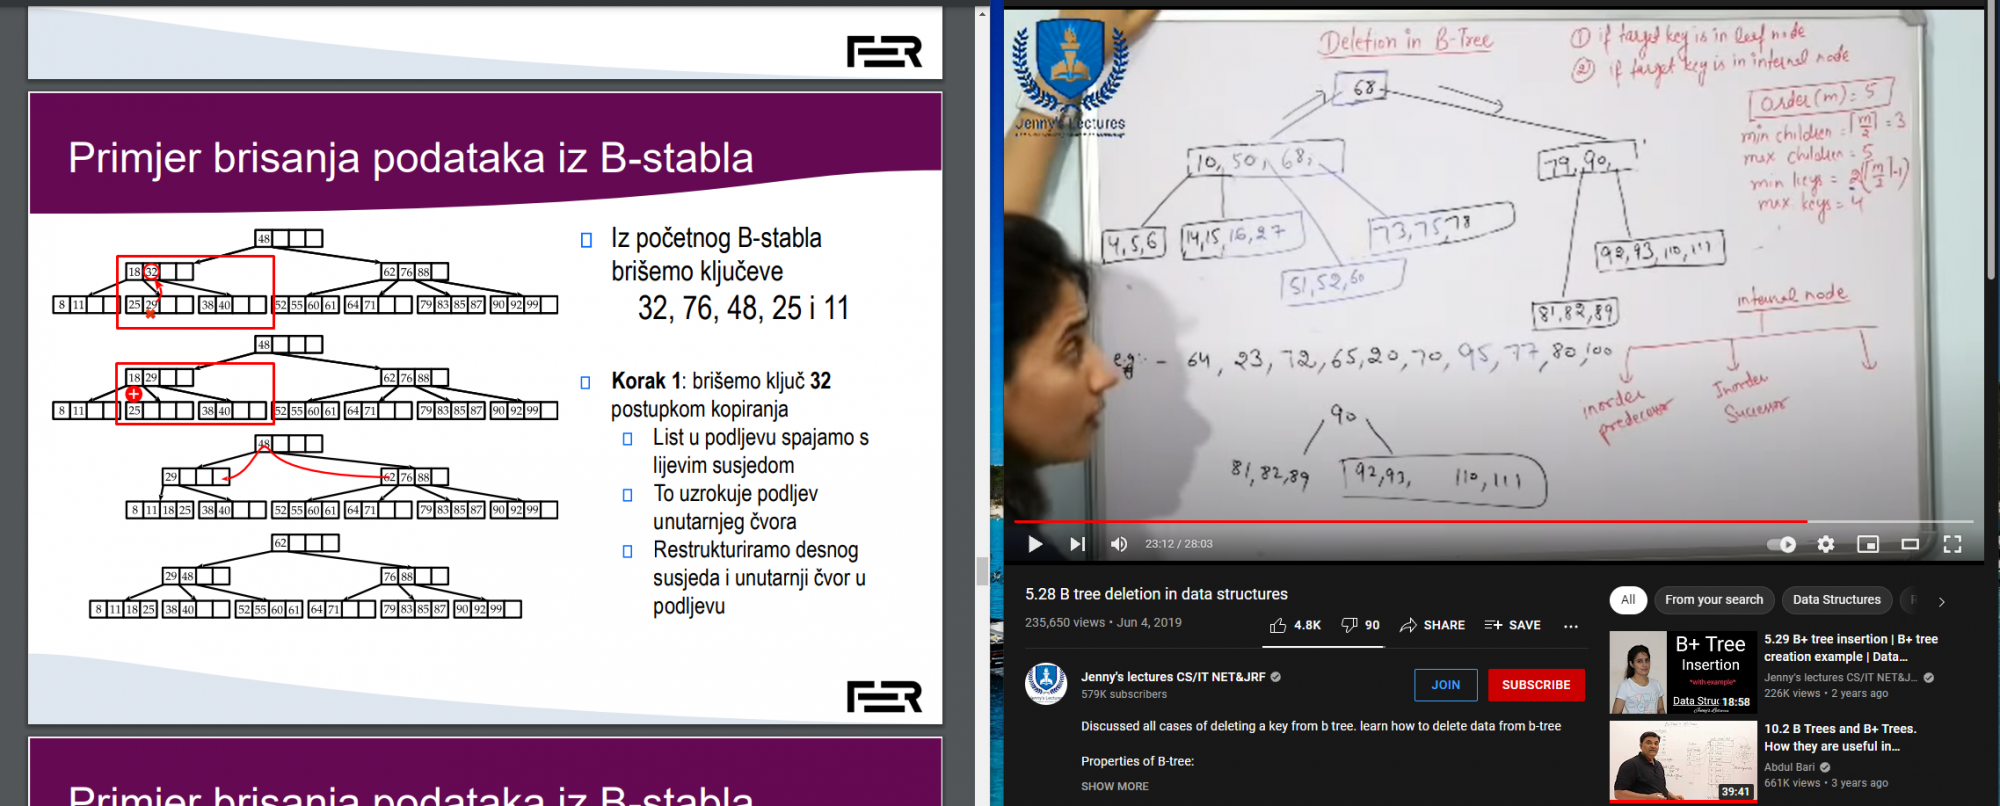 FER
Primjer brisanja podataka iz B-stabla
48
18 32
62 76 88
8 11 25 29 38 40 52 55 60 61 64 71 79 83 85 87 90 92 99
48
18 29
62 76 88
8 11 25 38 40 52 55 60 61 64 71 79 83 85 87 90 92 99
48
29
62 76 88
8 11 18 25 38 40 52 55 60 61 64 71 79 83 85 87 90 92 99
62
29 48
76 88
8 11 18 25 38 40 52 55 60 61 64 71 79 83 85 87 90 92 99
Iz početnog B-stabla
brišemo ključeve
32, 76, 48, 25 i 11
Korak 1: brišemo ključ 32
postupkom kopiranja
List u podljevu spajamo s
lijevim susjedom
To uzrokuje podljev
unutarnjeg čvora
Restrukturiramo desnog
susjeda i unutarnji čvor u
podljevu
FER
Primjer brisanja podataka iz B-stabla
Jenny's Lectures
Deletion in B-Tree
① if target key is in leaf node
② if target key is in internal node
order(m) = 5
min children = ⌈m/2⌉ = 3
max children = 5
min keys = 2(⌈m/2⌉-1)
max. keys = 4
68
10, 50, 68,
79, 90,
4, 5, 6
14, 15, 16, 27
73, 75, 78
51, 52, 60
92, 93, 110, 111
81, 82, 89
internal node
inorder
predecessor
Inorder
Successor
e.g:- 64, 23, 72, 65, 20, 70, 95, 77, 80, 100
90
81, 82, 89
92, 93, 110, 111
23:12 / 28:03
5.28 B tree deletion in data structures
235,650 views • Jun 4, 2019
4.8K
90
SHARE
SAVE
Jenny's lectures CS/IT NET&JRF
579K subscribers
JOIN
SUBSCRIBE
Discussed all cases of deleting a key from b tree. learn how to delete data from b-tree
Properties of B-tree:
SHOW MORE
All
From your search
Data Structures
B+ Tree
Insertion
*with example*
Data Struc
18:58
5.29 B+ tree insertion | B+ tree
creation example | Data...
Jenny's lectures CS/IT NET&J...
226K views • 2 years ago
39:41
10.2 B Trees and B+ Trees.
How they are useful in...
Abdul Bari
661K views • 3 years ago